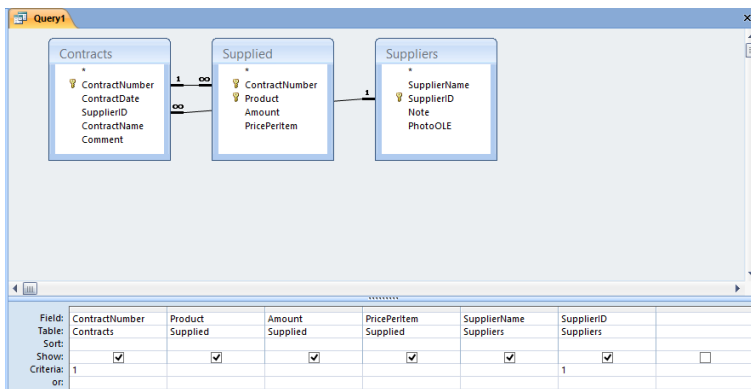 Query1
Contracts
*
ContractNumber
ContractDate
SupplierID
ContractName
Comment
1 ∞
∞
Supplied
*
ContractNumber
Product
Amount
PricePerItem
1
Suppliers
*
SupplierName
SupplierID
Note
PhotoOLE
Field: ContractNumber Product Amount PricePerItem SupplierName SupplierID
Table: Contracts Supplied Supplied Supplied Suppliers Suppliers
Sort:
Show:
Criteria: 1 1
or: